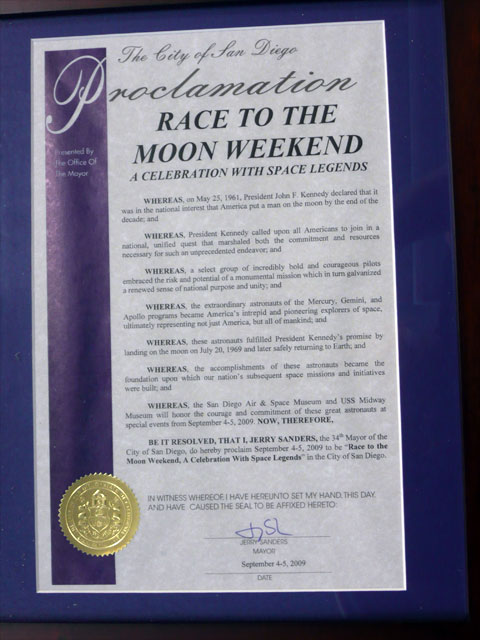 The City of San Diego
Proclamation
RACE TO THE
MOON WEEKEND
A CELEBRATION WITH SPACE LEGENDS
Presented By
The Office Of
The Mayor
WHEREAS, on May 25, 1961, President John F. Kennedy declared that it
was in the national interest that America put a man on the moon by the end of the
decade; and
WHEREAS, President Kennedy called upon all Americans to join in a
national, unified quest that marshaled both the commitment and resources
necessary for such an unprecedented endeavor; and
WHEREAS, a select group of incredibly bold and courageous pilots
embraced the risk and potential of a monumental mission which in turn galvanized
a renewed sense of national purpose and unity; and
WHEREAS, the extraordinary astronauts of the Mercury, Gemini, and
Apollo programs became America's intrepid and pioneering explorers of space,
ultimately representing not just America, but all of mankind; and
WHEREAS, these astronauts fulfilled President Kennedy's promise by
landing on the moon on July 20, 1969 and later safely returning to Earth; and
WHEREAS, the accomplishments of these astronauts became the
foundation upon which our nation's subsequent space missions and initiatives
were built; and
WHEREAS, the San Diego Air & Space Museum and USS Midway
Museum will honor the courage and commitment of these great astronauts at
special events from September 4-5, 2009. NOW, THEREFORE,
BE IT RESOLVED, THAT I, JERRY SANDERS, the 34th Mayor of the
City of San Diego, do hereby proclaim September 4-5, 2009 to be "Race to the
Moon Weekend, A Celebration With Space Legends" in the City of San Diego.
IN WITNESS WHEREOF, I HAVE HEREUNTO SET MY HAND, THIS DAY,
AND HAVE CAUSED THE SEAL TO BE AFFIXED HERETO:
JERRY SANDERS
MAYOR
September 4-5, 2009
DATE